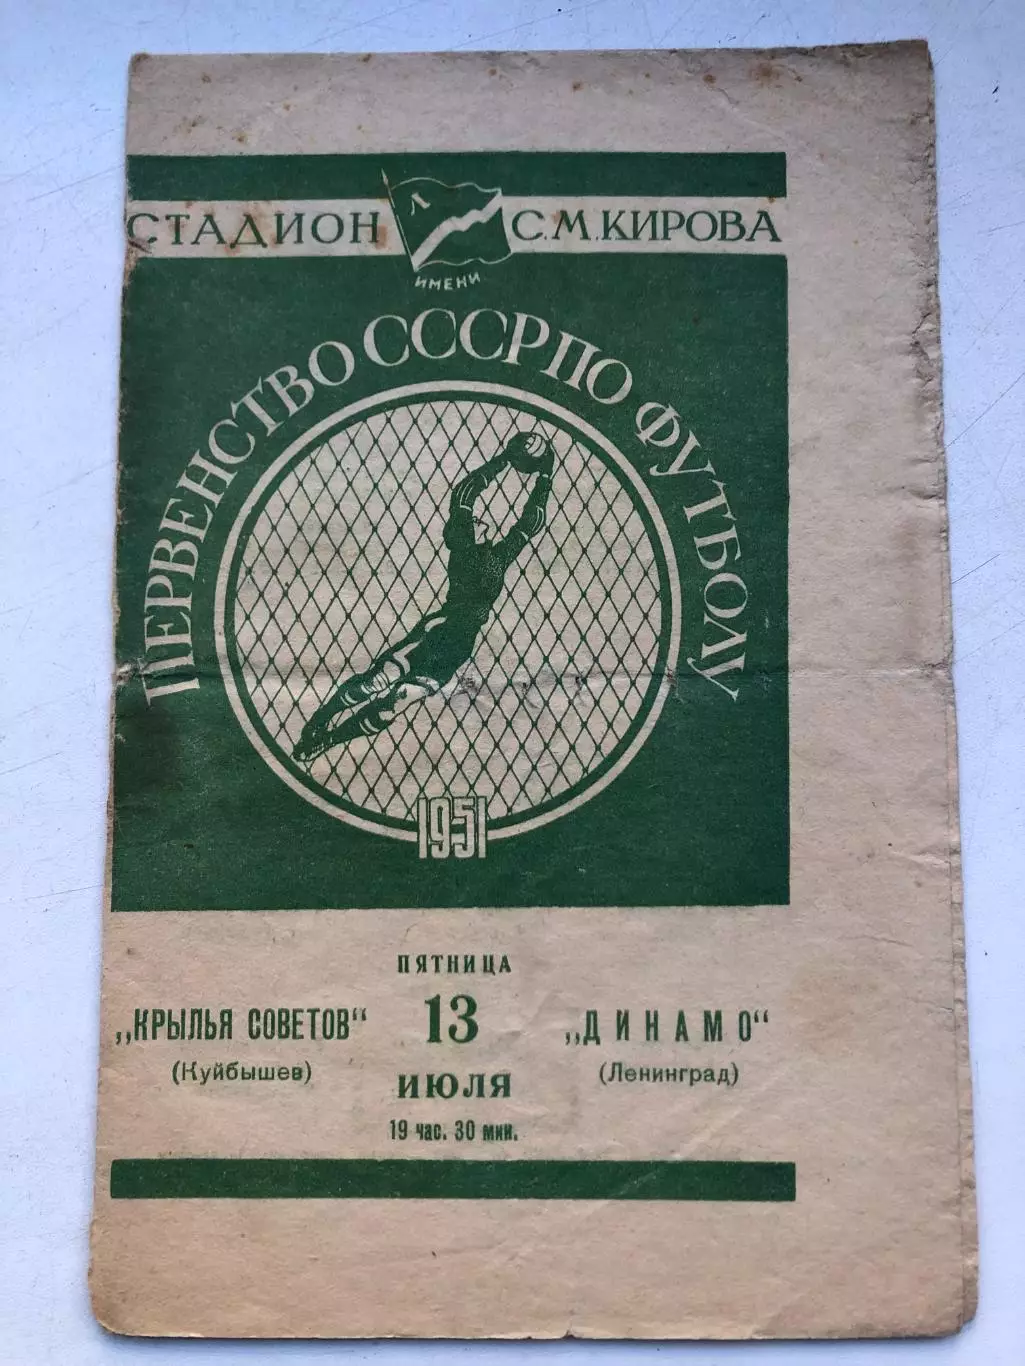 СТАДИОН
Л
С.М.КИРОВА
ИМЕНИ
ПЕРВЕНСТВО СССР ПО ФУТБОЛУ
1951
ПЯТНИЦА
„КРЫЛЬЯ СОВЕТОВ"
(Куйбышев)
13
ИЮЛЯ
19 час. 30 мин.
„ДИНАМО"
(Ленинград)